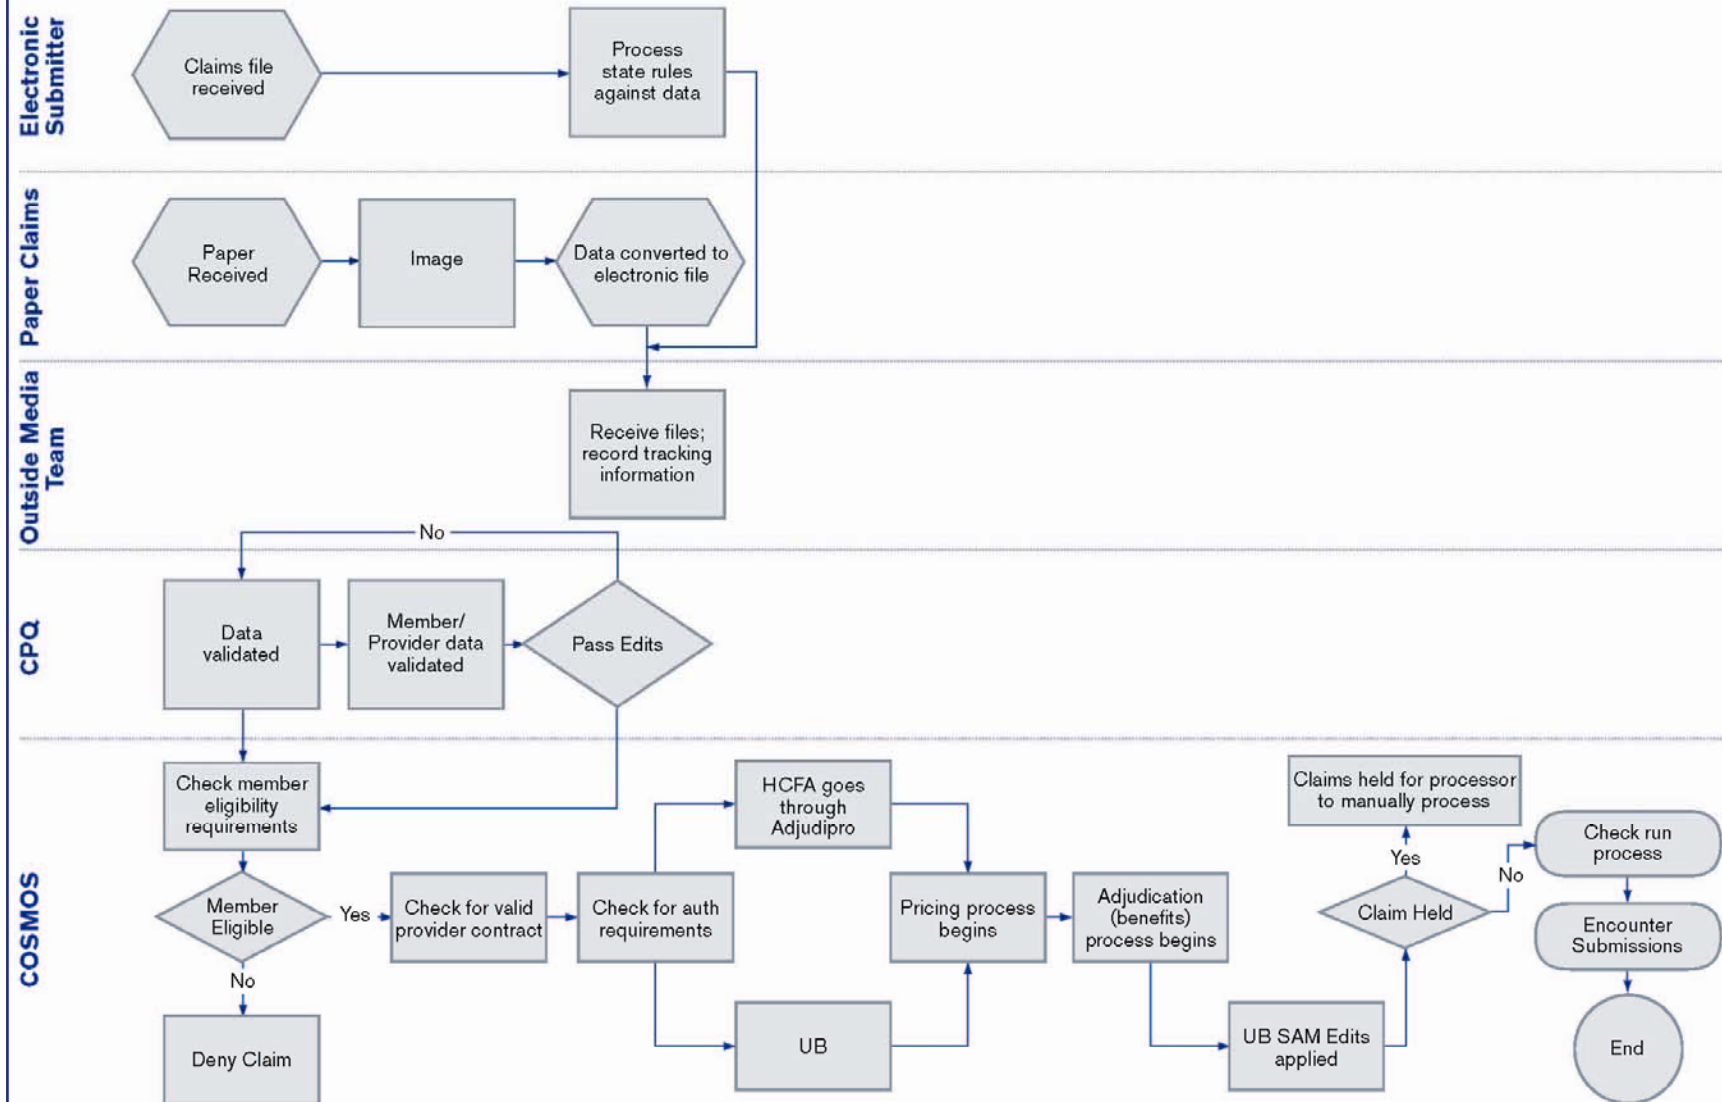 Electronic
Submitter
Claims file
received
Process
state rules
against data
Paper Claims
Paper
Received
Image
Data converted to
electronic file
Outside Media
Team
Receive files;
record tracking
information
No
CPQ
Data
validated
Member/
Provider data
validated
Pass Edits
COSMOS
Check member
eligibility
requirements
Member
Eligible
Yes
No
Deny Claim
Check for valid
provider contract
Check for auth
requirements
HCFA goes
through
Adjudipro
UB
Pricing process
begins
Adjudication
(benefits)
process begins
UB SAM Edits
applied
Claim Held
Yes
Claims held for processor
to manually process
No
Check run
process
Encounter
Submissions
End